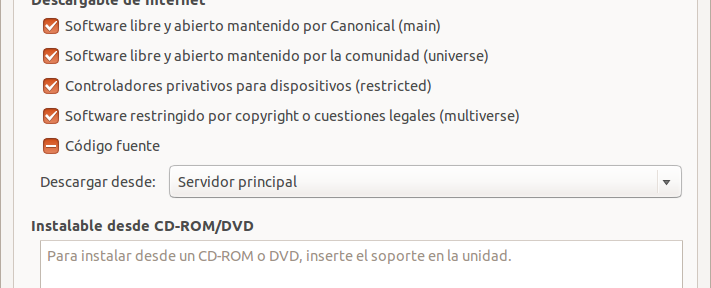 Descargable de Internet
Software libre y abierto mantenido por Canonical (main)
Software libre y abierto mantenido por la comunidad (universe)
Controladores privativos para dispositivos (restricted)
Software restringido por copyright o cuestiones legales (multiverse)
Código fuente
Descargar desde: Servidor principal
Instalable desde CD-ROM/DVD
Para instalar desde un CD-ROM o DVD, inserte el soporte en la unidad.